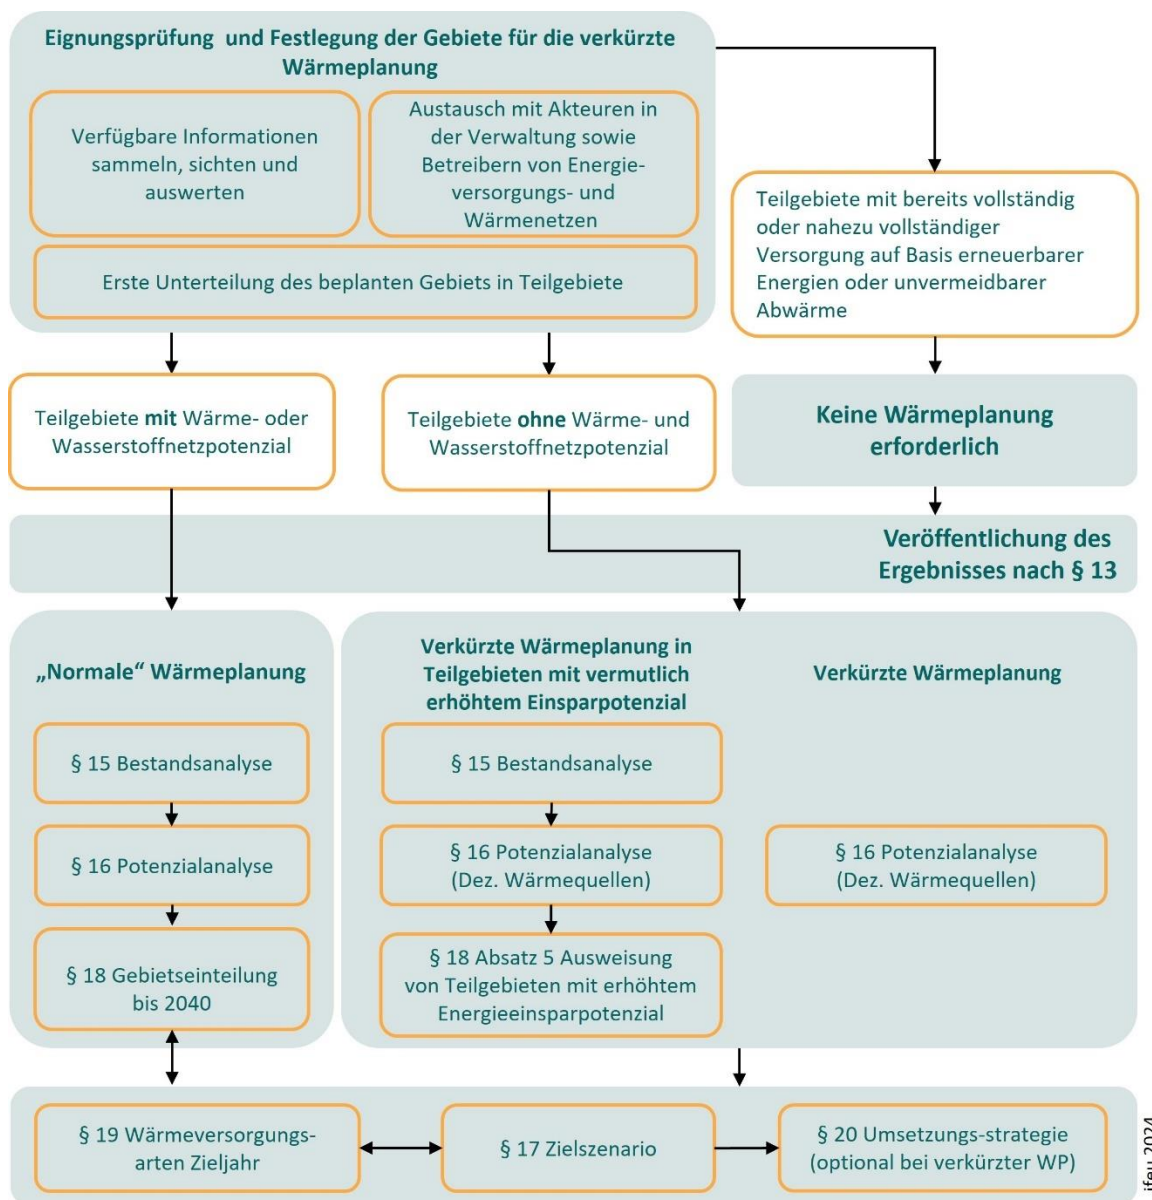 Eignungsprüfung und Festlegung der Gebiete für die verkürzte
Wärmeplanung
Verfügbare Informationen
sammeln, sichten und
auswerten
Austausch mit Akteuren in
der Verwaltung sowie
Betreibern von Energie-
versorgungs- und
Wärmenetzen
Erste Unterteilung des beplanten Gebiets in Teilgebiete
Teilgebiete mit bereits vollständig
oder nahezu vollständiger
Versorgung auf Basis erneuerbarer
Energien oder unvermeidbarer
Abwärme
Teilgebiete mit Wärme- oder
Wasserstoffnetzpotenzial
Teilgebiete ohne Wärme- und
Wasserstoffnetzpotenzial
Keine Wärmeplanung
erforderlich
Veröffentlichung des
Ergebnisses nach § 13
„Normale“ Wärmeplanung
§ 15 Bestandsanalyse
§ 16 Potenzialanalyse
§ 18 Gebietseinteilung
bis 2040
Verkürzte Wärmeplanung in
Teilgebieten mit vermutlich
erhöhtem Einsparpotenzial
§ 15 Bestandsanalyse
§ 16 Potenzialanalyse
(Dez. Wärmequellen)
§ 18 Absatz 5 Ausweisung
von Teilgebieten mit erhöhtem
Energieeinsparpotenzial
Verkürzte Wärmeplanung
§ 16 Potenzialanalyse
(Dez. Wärmequellen)
§ 19 Wärmeversorgungs-
arten Zieljahr
§ 17 Zielszenario
§ 20 Umsetzungs-strategie
(optional bei verkürzter WP)
ifeu 2024